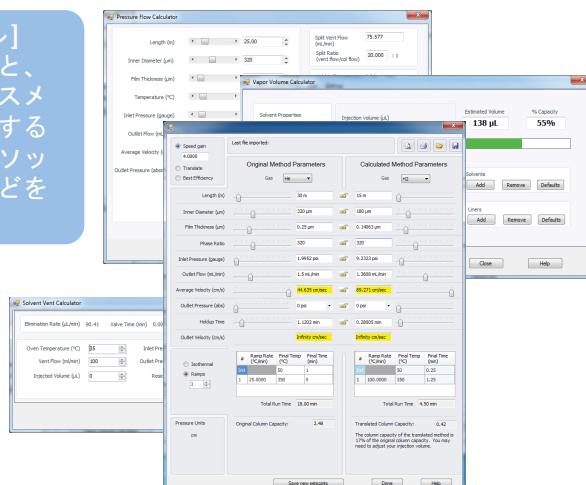 ル]
と、
スメ
する
ソッ
どを
Pressure Flow Calculator
Length (m)
25.00
Split Vent Flow
(mL/min)
75.577
Inner Diameter (µm)
320
Split Ratio
(vent flow/col flow)
20.000
: 1
Film Thickness (µm)
Temperature (°C)
Inlet Pressure (gauge)
Outlet Flow (mL
Average Velocity (
Outlet Pressure (abso
Vapor Volume Calculator
Solvent Properties
Injection volume (µL)
Estimated Volume
% Capacity
138 µL
55%
Solvents
Add
Remove
Defaults
Liners
Add
Remove
Defaults
Close
Help
Speed gain
4.0000
Translate
Best Efficiency
Last file imported:
Original Method Parameters
Calculated Method Parameters
Gas
He
Gas
H2
Length (m)
30 m
15 m
Inner Diameter (µm)
320 µm
180 µm
Film Thickness (µm)
0.25 µm
0.14063 µm
Phase Ratio
320
320
Inlet Pressure (gauge)
1.9952 psi
9.2323 psi
Outlet Flow (mL/min)
1.5 mL/min
1.3608 mL/min
Average Velocity (cm/s)
44.635 cm/sec
89.271 cm/sec
Outlet Pressure (abs)
0 psi
0 psi
Holdup Time
1.1202 min
0.28005 min
Outlet Velocity (cm/s)
Infinity cm/sec
Infinity cm/sec
Isothermal
Ramps
1
#
Ramp Rate
(°C/min)
Final Temp
(°C)
Final Time
(min)
Init
50
1
1
25.0000
350
5
Total Run Time
18.00 min
#
Ramp Rate
(°C/min)
Final Temp
(°C)
Final Time
(min)
Init
50
0.25
1
100.0000
350
1.25
Total Run Time
4.50 min
Pressure Units
psi
Original Column Capacity:
2.48
Translated Column Capacity:
0.42
The column capacity of the translated method is
17% of the original column capacity. You may
need to adjust your injection volume.
Save new setpoints
Done
Help
Solvent Vent Calculator
Elimination Rate (µL/min)
90.41
Valve Time (min)
0.00
Oven Temperature (°C)
35
Inlet Pres
Vent Flow (ml/min)
100
Outlet Pre
Injected Volume (µL)
0
Resid